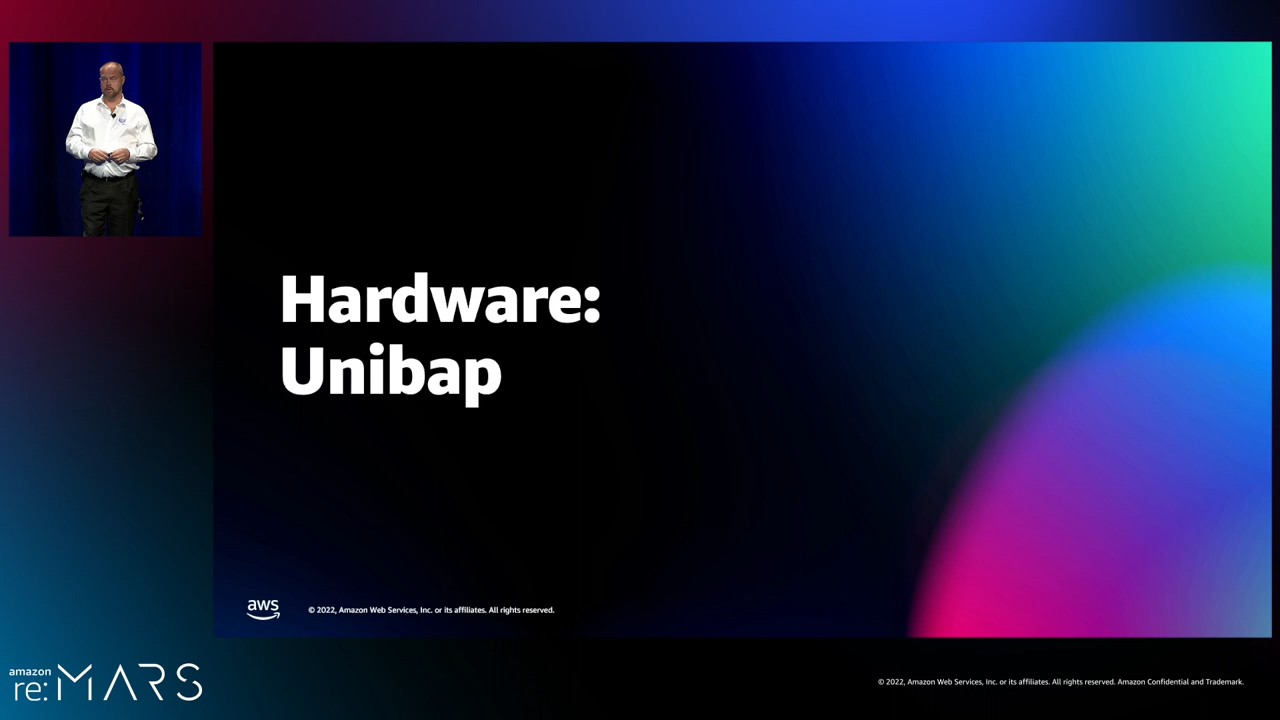 Hardware:
Unibap
aws
© 2022, Amazon Web Services, Inc. or its affiliates. All rights reserved.
amazon
re:MARS
© 2022, Amazon Web Services, Inc. or its affiliates. All rights reserved. Amazon Confidential and Trademark.